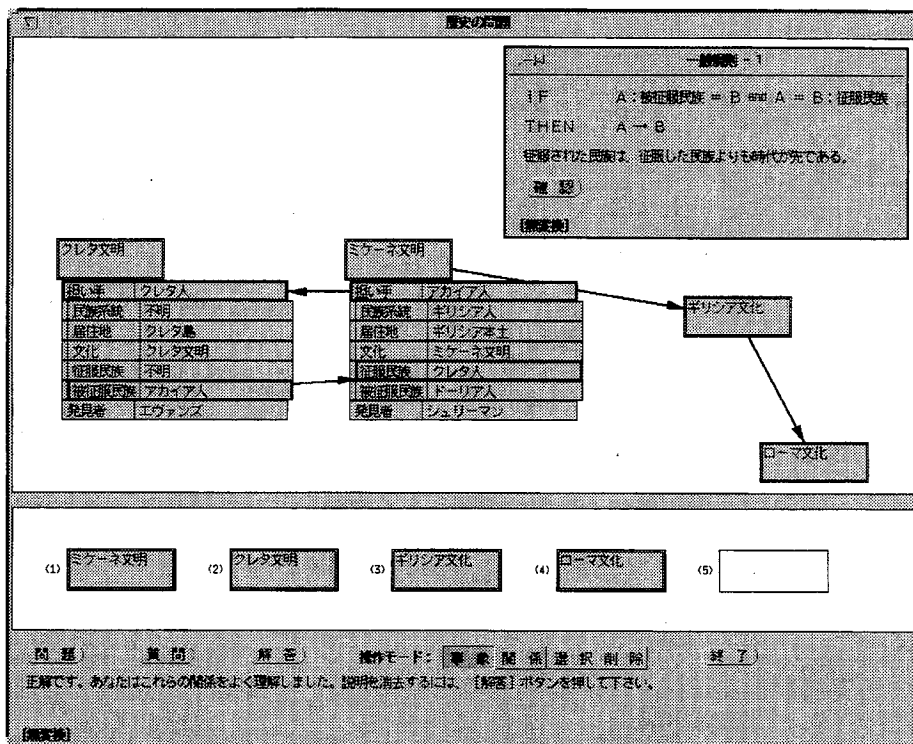 歴史の問題
一般規則 - 1
IF A:被征服民族 = B and A = B:征服民族
THEN A → B
征服された民族は、征服した民族よりも時代が先である。
確 認
[無変換]
クレタ文明
担い手 クレタ人
民族系統 不明
居住地 クレタ島
文化 クレタ文明
征服民族 不明
被征服民族 アカイア人
発見者 エヴァンズ
ミケーネ文明
担い手 アカイア人
民族系統 ギリシア人
居住地 ギリシア本土
文化 ミケーネ文明
征服民族 クレタ人
被征服民族 ドーリア人
発見者 シュリーマン
ギリシア文化
ローマ文化
(1) ミケーネ文明 (2) クレタ文明 (3) ギリシア文化 (4) ローマ文化 (5)
問 題 質 問 解 答 操作モード: 事 象 関 係 選 択 削 除 終 了
正解です。あなたはこれらの関係をよく理解しました。説明を消去するには、[解答]ボタンを押して下さい。
[無変換]